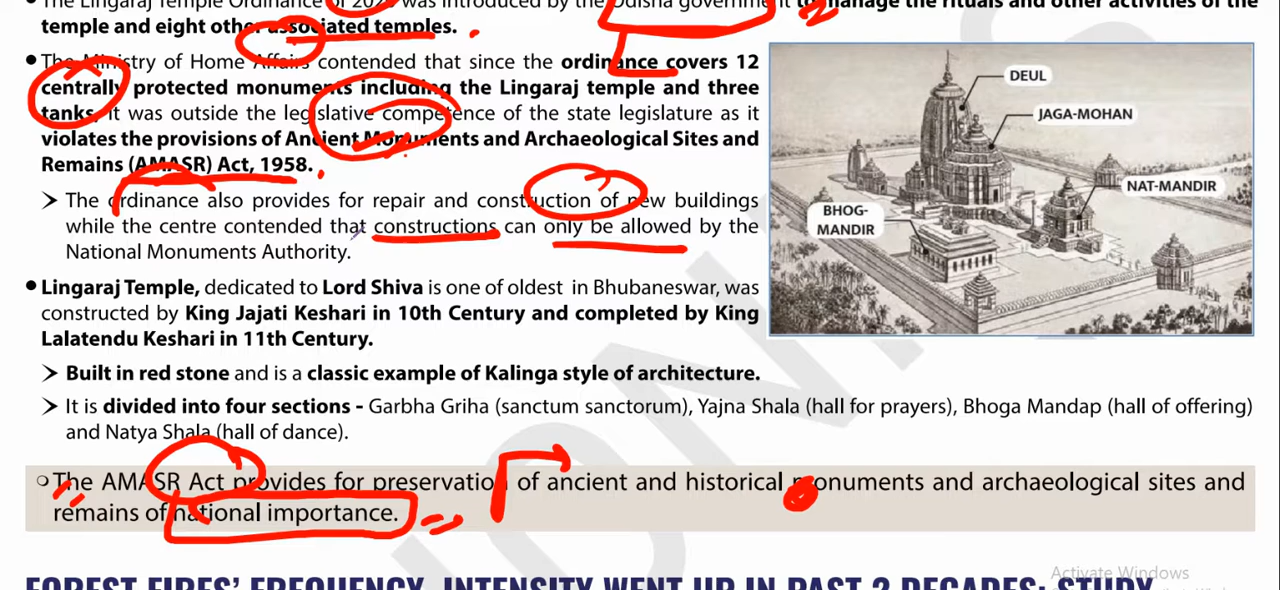 The Lingaraj Temple Ordinance of 202 was introduced by the Odisha government to manage the rituals and other activities of the
temple and eight other associated temples.
The Ministry of Home Affairs contended that since the ordinance covers 12
centrally protected monuments including the Lingaraj temple and three
tanks, it was outside the legislative competence of the state legislature as it
violates the provisions of Ancient Monuments and Archaeological Sites and
Remains (AMASR) Act, 1958.
➤ The ordinance also provides for repair and construction of new buildings
while the centre contended that constructions can only be allowed by the
National Monuments Authority.
Lingaraj Temple, dedicated to Lord Shiva is one of oldest in Bhubaneswar, was
constructed by King Jajati Keshari in 10th Century and completed by King
Lalatendu Keshari in 11th Century.
➤ Built in red stone and is a classic example of Kalinga style of architecture.
➤ It is divided into four sections - Garbha Griha (sanctum sanctorum), Yajna Shala (hall for prayers), Bhoga Mandap (hall of offering)
and Natya Shala (hall of dance).
The AMASR Act provides for preservation of ancient and historical monuments and archaeological sites and
remains of national importance.
DEUL
JAGA-MOHAN
NAT-MANDIR
BHOG-
MANDIR
FOREST FIRES' FREQUENCY, INTENSITY WENT UP IN PAST 2 DECADES: STUDY
Activate Windows